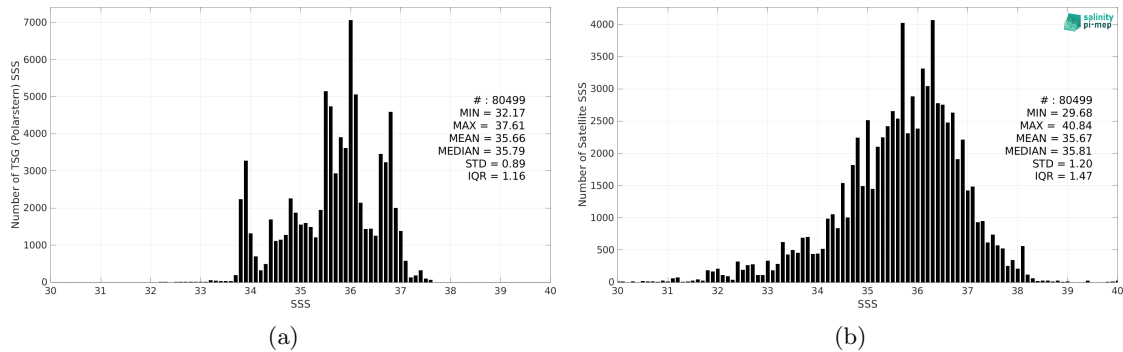 Number of TSG (Polarstern) SSS
7000
6000
5000
4000
3000
2000
1000
0
# : 80499
MIN = 32.17
MAX = 37.61
MEAN = 35.66
MEDIAN = 35.79
STD = 0.89
IQR = 1.16
30 31 32 33 34 35 36 37 38 39 40
SSS
(a)
Number of Satellite SSS
4000
3500
3000
2500
2000
1500
1000
500
0
salinity
pi-mep
# : 80499
MIN = 29.68
MAX = 40.84
MEAN = 35.67
MEDIAN = 35.81
STD = 1.20
IQR = 1.47
30 31 32 33 34 35 36 37 38 39 40
SSS
(b)